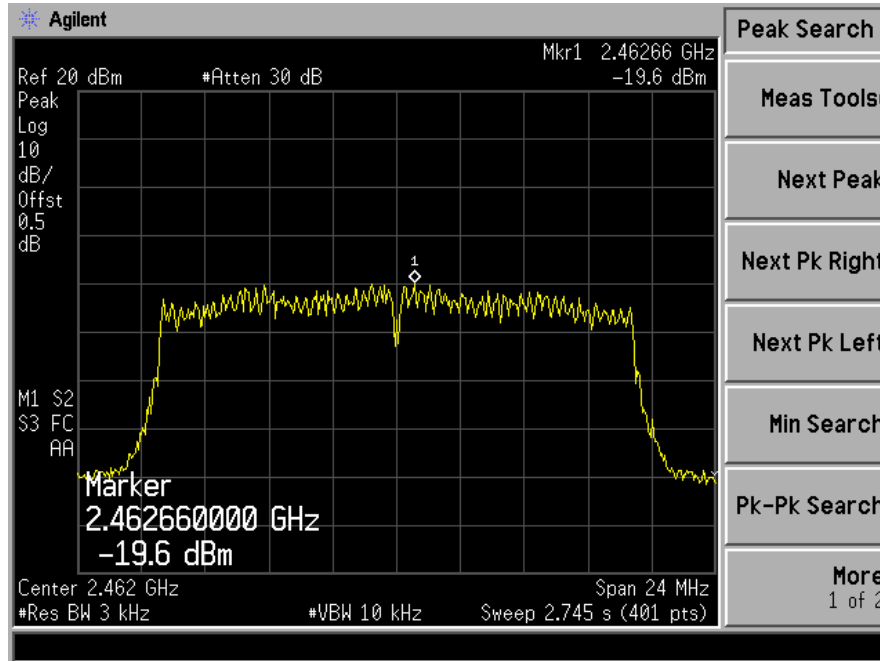 Agilent
Peak Search
Mkr1 2.46266 GHz
Ref 20 dBm #Atten 30 dB -19.6 dBm
Peak
Log
10
dB/
Offst
0.5
dB
1
M1 S2
S3 FC
AA
Marker
2.462660000 GHz
-19.6 dBm
Center 2.462 GHz Span 24 MHz
#Res BW 3 kHz #VBW 10 kHz Sweep 2.745 s (401 pts)
Meas Tools
Next Peak
Next Pk Right
Next Pk Left
Min Search
Pk-Pk Search
More
1 of 2